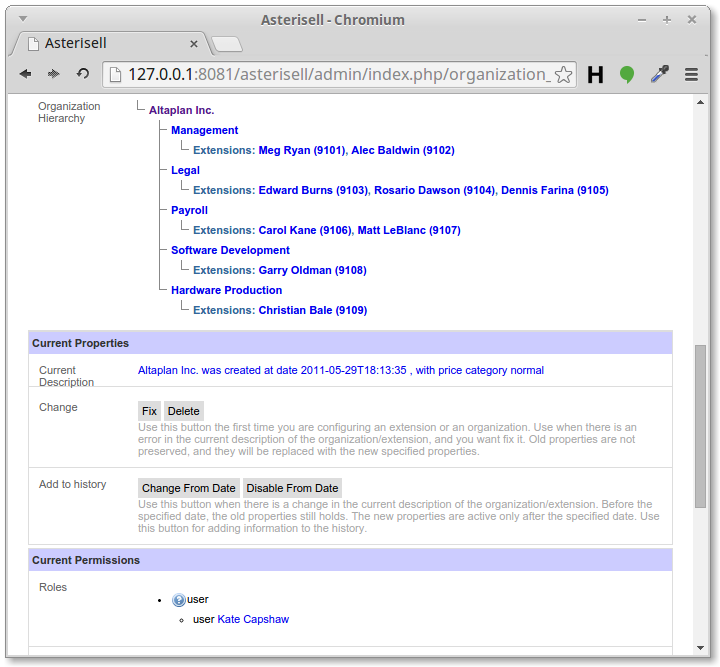 Asterisell - Chromium
Asterisell
127.0.0.1:8081/asterisell/admin/index.php/organization_
H
Organization
Hierarchy
Altaplan Inc.
Management
Extensions: Meg Ryan (9101), Alec Baldwin (9102)
Legal
Extensions: Edward Burns (9103), Rosario Dawson (9104), Dennis Farina (9105)
Payroll
Extensions: Carol Kane (9106), Matt LeBlanc (9107)
Software Development
Extensions: Garry Oldman (9108)
Hardware Production
Extensions: Christian Bale (9109)
Current Properties
Current
Description
Altaplan Inc. was created at date 2011-05-29T18:13:35 , with price category normal
Change
Fix Delete
Use this button the first time you are configuring an extension or an organization. Use when there is an
error in the current description of the organization/extension, and you want fix it. Old properties are not
preserved, and they will be replaced with the new specified properties.
Add to history
Change From Date Disable From Date
Use this button when there is a change in the current description of the organization/extension. Before the
specified date, the old properties still holds. The new properties are active only after the specified date. Use
this button for adding information to the history.
Current Permissions
Roles
user
user Kate Capshaw